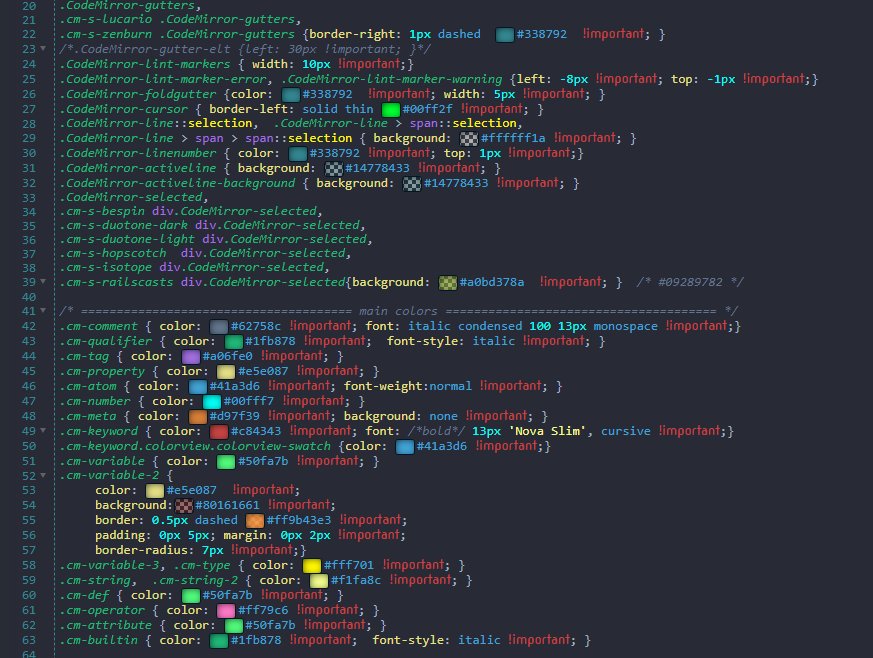 20 .CodeMirror-gutters,
21 .cm-s-lucario .CodeMirror-gutters,
22 .cm-s-zenburn .CodeMirror-gutters {border-right: 1px dashed #338792 !important; }
23 /*.CodeMirror-gutter-elt {left: 30px !important; }*/
24 .CodeMirror-lint-markers { width: 10px !important;}
25 .CodeMirror-lint-marker-error, .CodeMirror-lint-marker-warning {left: -8px !important; top: -1px !important;}
26 .CodeMirror-foldgutter {color: #338792 !important; width: 5px !important; }
27 .CodeMirror-cursor { border-left: solid thin #00ff2f !important; }
28 .CodeMirror-line::selection, .CodeMirror-line > span::selection,
29 .CodeMirror-line > span > span::selection { background: #ffffff1a !important; }
30 .CodeMirror-linenumber { color: #338792 !important; top: 1px !important;}
31 .CodeMirror-activeline { background: #14778433 !important; }
32 .CodeMirror-activeline-background { background: #14778433 !important; }
33 .CodeMirror-selected,
34 .cm-s-bespin div.CodeMirror-selected,
35 .cm-s-duotone-dark div.CodeMirror-selected,
36 .cm-s-duotone-light div.CodeMirror-selected,
37 .cm-s-hopscotch div.CodeMirror-selected,
38 .cm-s-isotope div.CodeMirror-selected,
39 .cm-s-railscasts div.CodeMirror-selected{background: #a0bd378a !important; } /* #09289782 */
40
41 /* ====================================== main colors ====================================== */
42 .cm-comment { color: #62758c !important; font: italic condensed 100 13px monospace !important;}
43 .cm-qualifier { color: #1fb878 !important; font-style: italic !important; }
44 .cm-tag { color: #a06fe0 !important; }
45 .cm-property { color: #e5e087 !important; }
46 .cm-atom { color: #41a3d6 !important; font-weight:normal !important; }
47 .cm-number { color: #00fff7 !important; }
48 .cm-meta { color: #d97f39 !important; background: none !important; }
49 .cm-keyword { color: #c84343 !important; font: /*bold*/ 13px 'Nova Slim', cursive !important;}
50 .cm-keyword.colorview.colorview-swatch {color: #41a3d6 !important;}
51 .cm-variable { color: #50fa7b !important; }
52 .cm-variable-2 {
53 color: #e5e087 !important;
54 background: #80161661 !important;
55 border: 0.5px dashed #ff9b43e3 !important;
56 padding: 0px 5px; margin: 0px 2px !important;
57 border-radius: 7px !important;}
58 .cm-variable-3, .cm-type { color: #fff701 !important; }
59 .cm-string, .cm-string-2 { color: #f1fa8c !important; }
60 .cm-def { color: #50fa7b !important; }
61 .cm-operator { color: #ff79c6 !important; }
62 .cm-attribute { color: #50fa7b !important; }
63 .cm-builtin { color: #1fb878 !important; font-style: italic !important; }
64